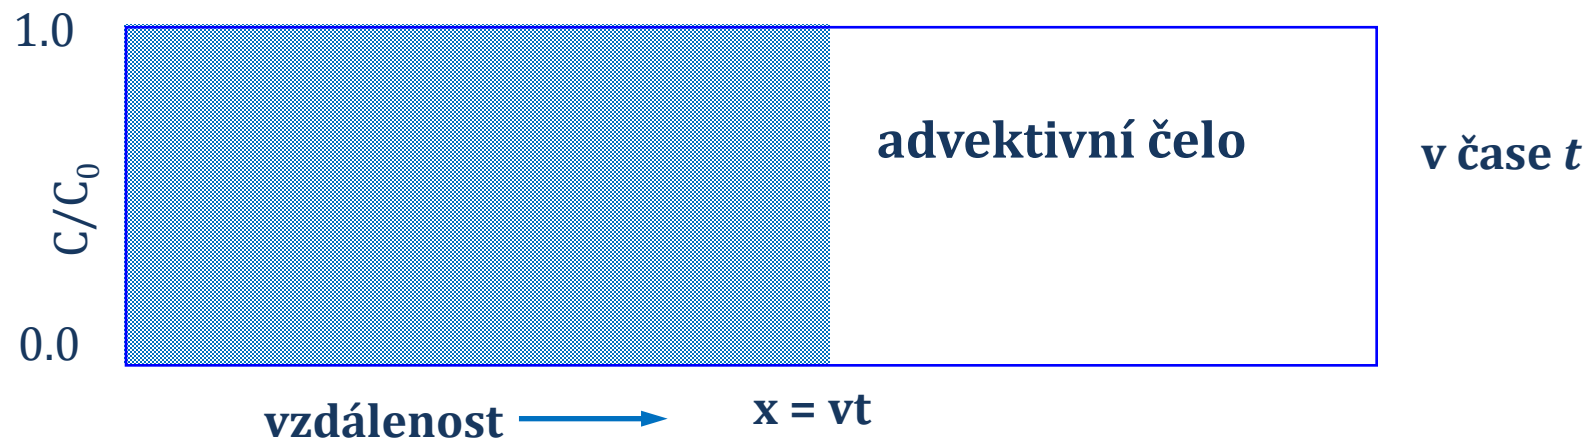 1.0
advektivní čelo
v čase t
C/C₀
0.0
vzdálenost
x = vt